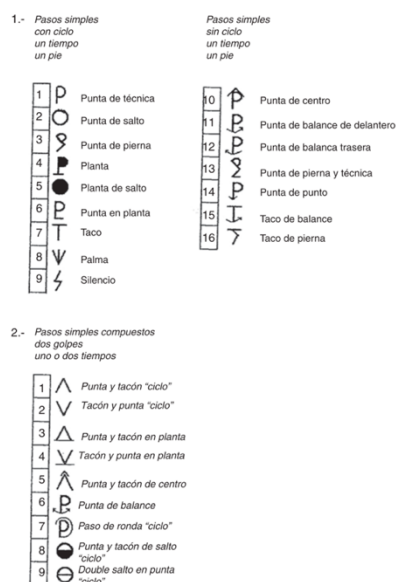 1.- Pasos simples
con ciclo
un tiempo
un pie
1 Punta de técnica
2 Punta de salto
3 Punta de pierna
4 Planta
5 Planta de salto
6 Punta en planta
7 Taco
8 Palma
9 Silencio
Pasos simples
sin ciclo
un tiempo
un pie
10 Punta de centro
11 Punta de balance de delantero
12 Punta de balanca trasera
13 Punta de pierna y técnica
14 Punta de punto
15 Taco de balance
16 Taco de pierna
2.- Pasos simples compuestos
dos golpes
uno o dos tiempos
1 Punta y tacón “ciclo”
2 Tacón y punta “ciclo”
3 Punta y tacón en planta
4 Tacón y punta en planta
5 Punta y tacón de centro
6 Punta de balance
7 Paso de ronda “ciclo”
8 Punta y tacón de salto
“ciclo”
9 Double salto en punta
“ciclo”